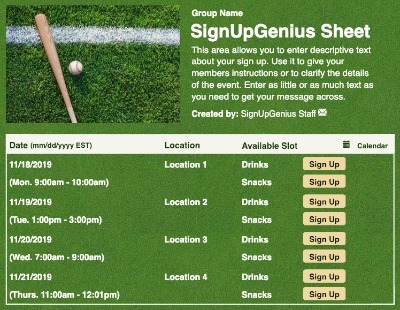 Group Name
SignUpGenius Sheet
This area allows you to enter descriptive text
about your sign up. Use it to give your
members instructions or to clarify the details
of the event. Enter as little or as much text as
you need to get your message across.
Created by: SignUpGenius Staff
Date (mm/dd/yyyy EST) Location Available Slot Calendar
11/18/2019 Location 1 Drinks Sign Up
(Mon. 9:00am - 10:00am) Snacks Sign Up
11/19/2019 Location 2 Drinks Sign Up
(Tue. 1:00pm - 3:00pm) Snacks Sign Up
11/20/2019 Location 3 Drinks Sign Up
(Wed. 7:00am - 9:00am) Snacks Sign Up
11/21/2019 Location 4 Drinks Sign Up
(Thurs. 11:00am - 12:01pm) Snacks Sign Up